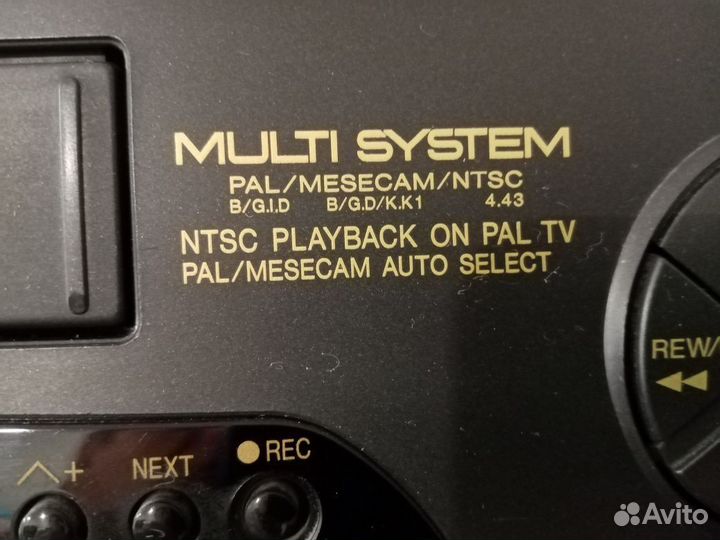 MULTI SYSTEM
PAL/MESECAM/NTSC
B/G.I,D B/G.D/K.K1 4.43
NTSC PLAYBACK ON PAL TV
PAL/MESECAM AUTO SELECT
REW/
+ NEXT REC
Avito